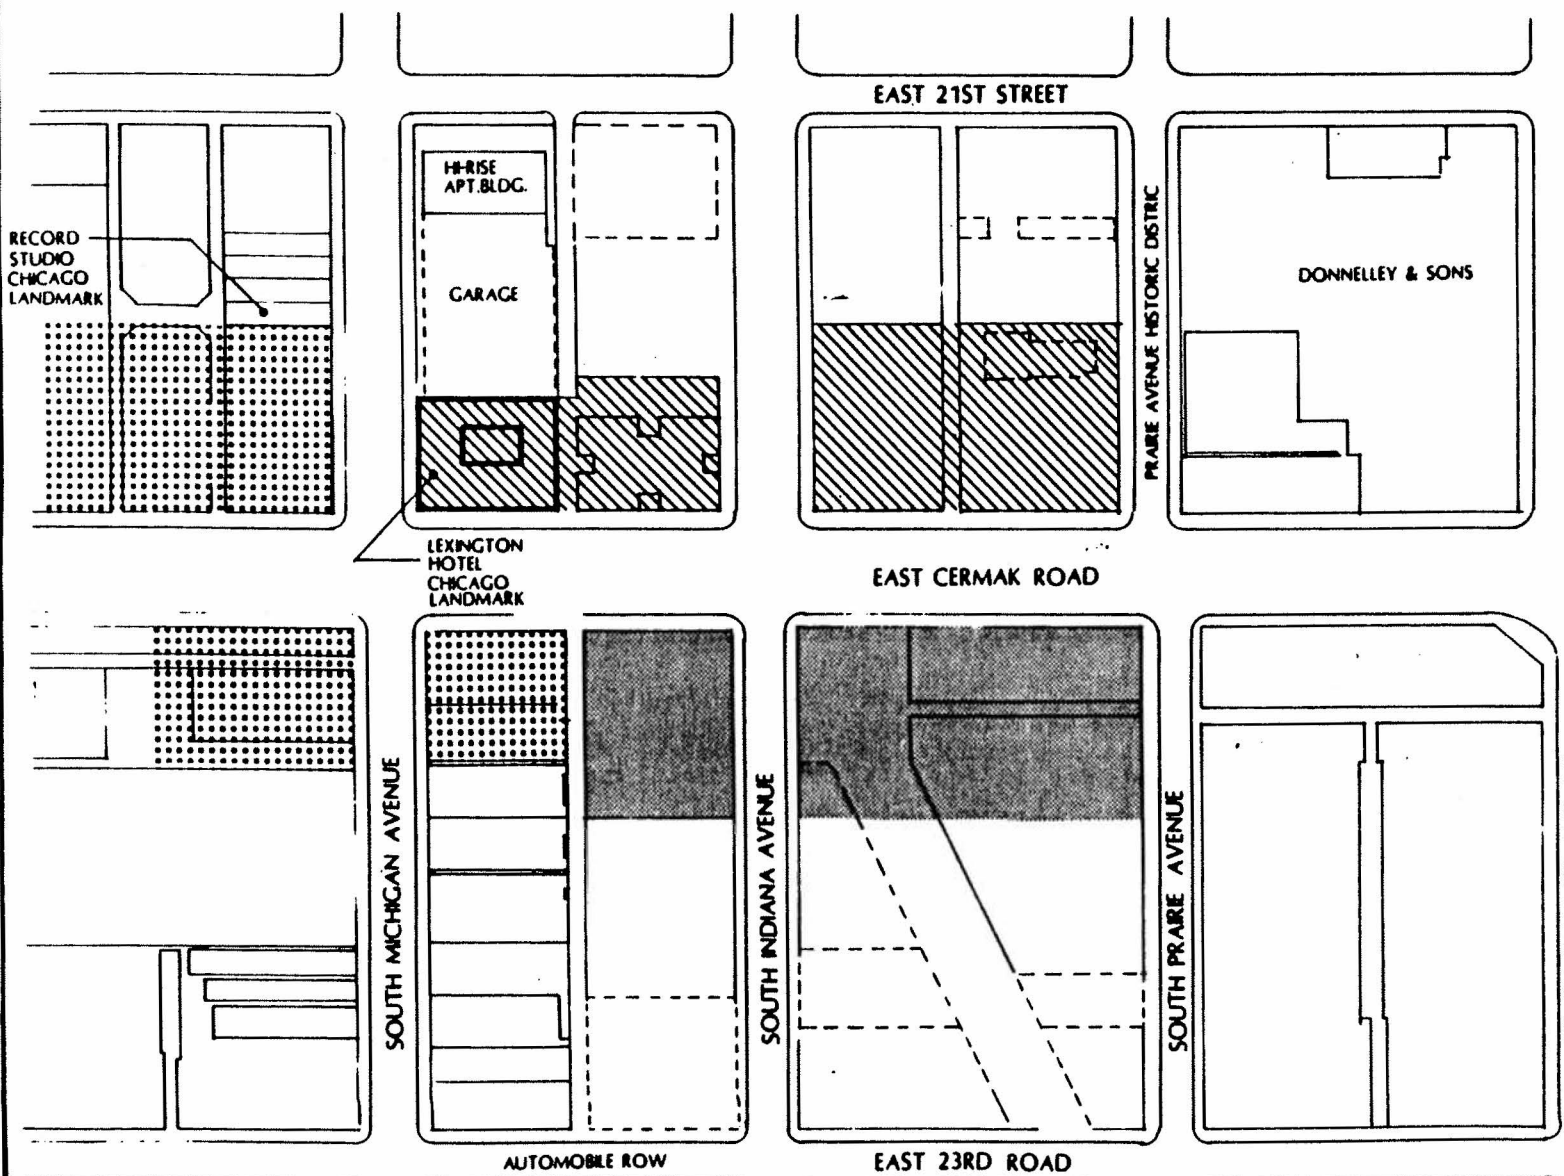 EAST 21ST STREET
HI-RISE
APT. BLDG.
GARAGE
RECORD
STUDIO
CHICAGO
LANDMARK
PRAIRIE AVENUE HISTORIC DISTRIC
DONNELLEY & SONS
LEXINGTON
HOTEL
CHICAGO
LANDMARK
EAST CERMAK ROAD
SOUTH MICHIGAN AVENUE
SOUTH INDIANA AVENUE
SOUTH PRAIRIE AVENUE
AUTOMOBILE ROW
EAST 23RD ROAD